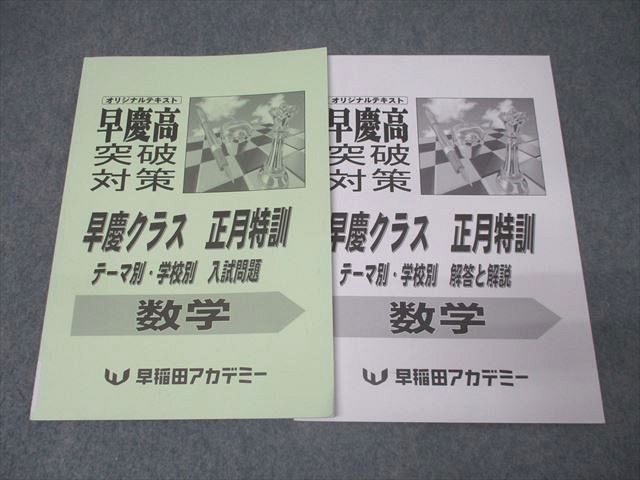 オリジナルテキスト
早慶高
突破
対策
早慶クラス 正月特訓
テーマ別・学校別 入試問題
数学
早稲田アカデミー
オリジナルテキスト
早慶高
突破
対策
早慶クラス 正月特訓
テーマ別・学校別 解答と解説
数学
早稲田アカデミー